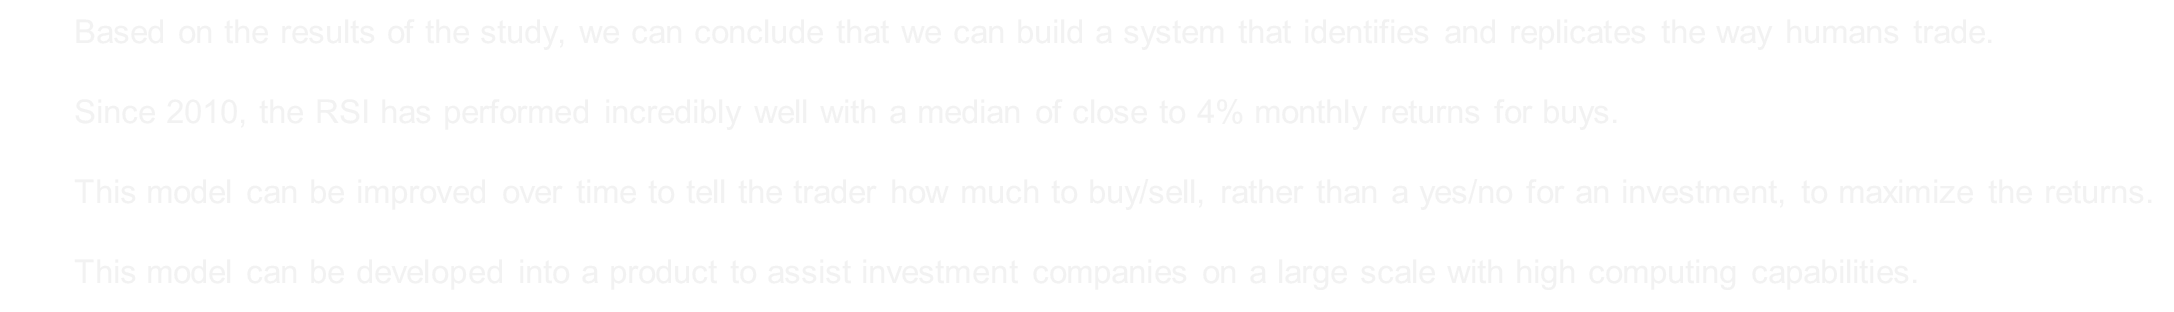 Based on the results of the study, we can conclude that we can build a system that identifies and replicates the way humans trade.
Since 2010, the RSI has performed incredibly well with a median of close to 4% monthly returns for buys.
This model can be improved over time to tell the trader how much to buy/sell, rather than a yes/no for an investment, to maximize the returns.
This model can be developed into a product to assist investment companies on a large scale with high computing capabilities.